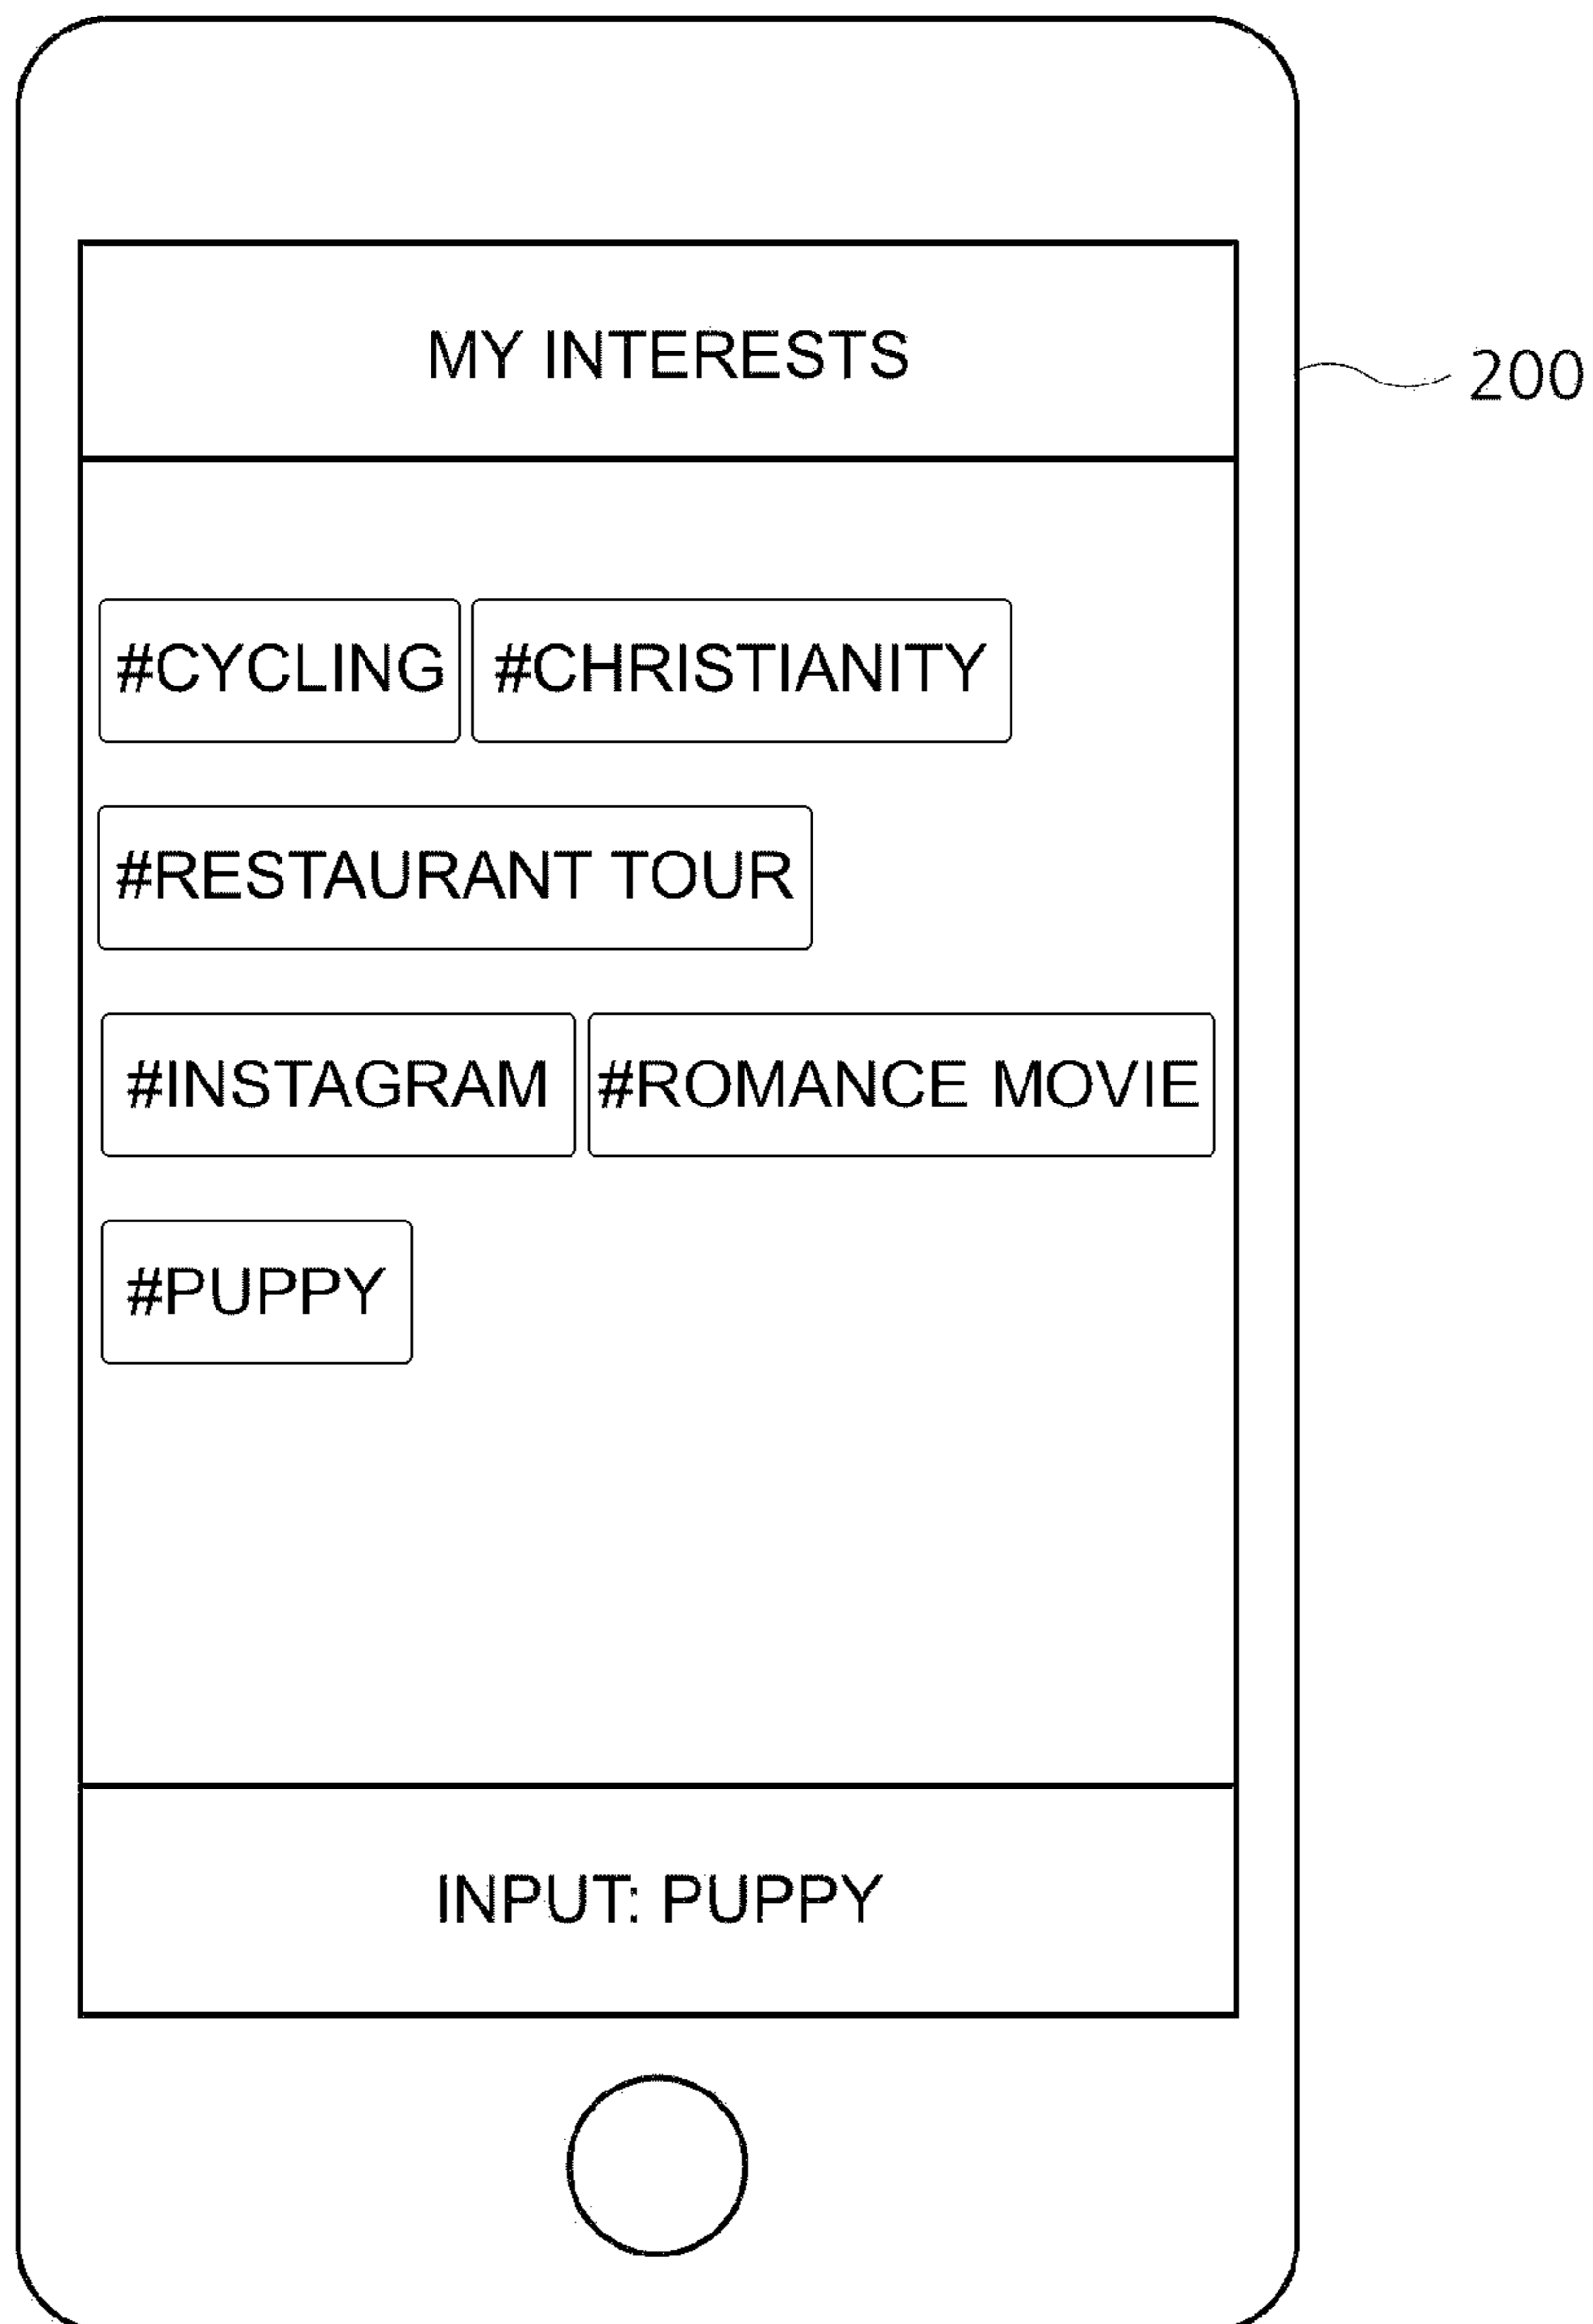 MY INTERESTS
200
#CYCLING #CHRISTIANITY
#RESTAURANT TOUR
#INSTAGRAM #ROMANCE MOVIE
#PUPPY
INPUT: PUPPY